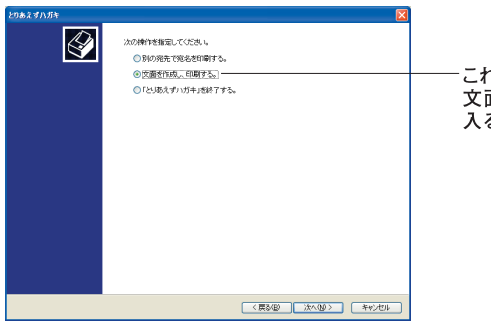 とりあえずハガキ
次の操作を指定してください。
別の宛先で宛名を印刷する。
文面を作成し、印刷する。
「とりあえずハガキ」を終了する。
これ
文面
入る
< 戻る(B)
次へ(N) >
キャンセル